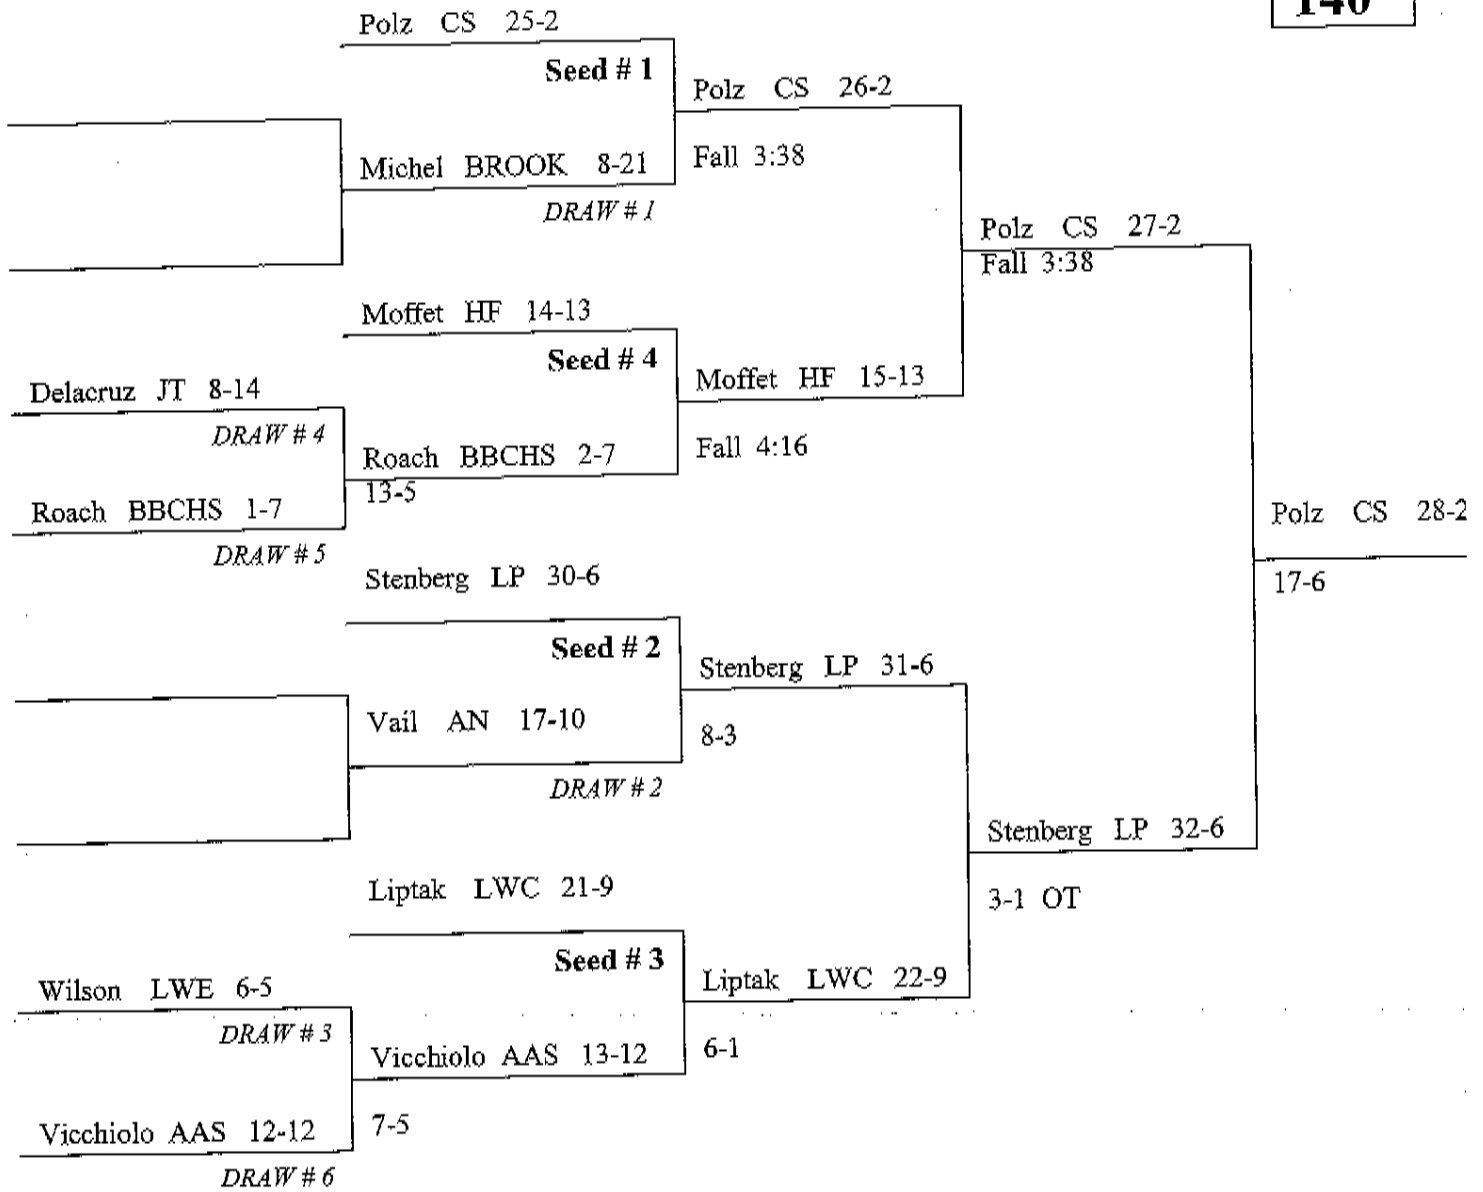 140
Polz CS 25-2
Seed # 1
Polz CS 26-2
Michel BROOK 8-21
Fall 3:38
DRAW # 1
Polz CS 27-2
Fall 3:38
Moffet HF 14-13
Seed # 4
Delacruz JT 8-14
Moffet HF 15-13
DRAW # 4
Roach BBCHS 2-7
Fall 4:16
13-5
Roach BBCHS 1-7
Polz CS 28-2
DRAW # 5
Stenberg LP 30-6
17-6
Seed # 2
Stenberg LP 31-6
Vail AN 17-10
8-3
DRAW # 2
Stenberg LP 32-6
Liptak LWC 21-9
3-1 OT
Seed # 3
Wilson LWE 6-5
Liptak LWC 22-9
DRAW # 3
Vicchiolo AAS 13-12
6-1
Vicchiolo AAS 12-12
7-5
DRAW # 6